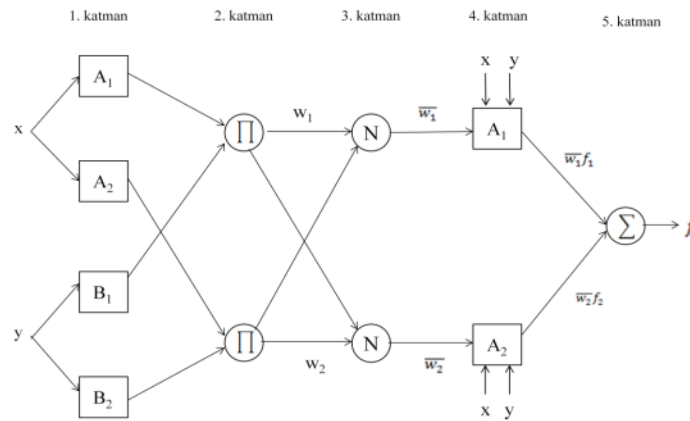 1. katman 2. katman 3. katman 4. katman 5. katman
x y
A₁
∏ w₁ N w̅₁ A₁
x
w̅₁f₁
A₂
∑ f
B₁
w̅₂f₂
y
∏ N A₂
w₂ w̅₂
B₂
x y